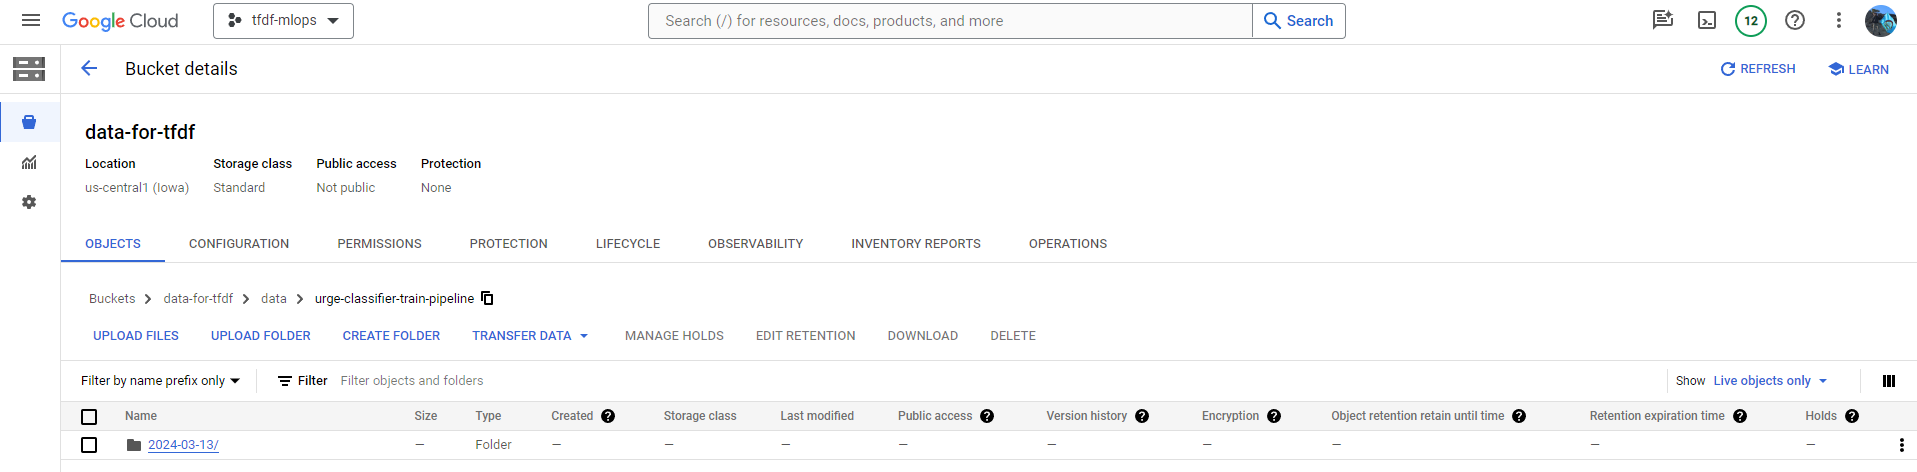 Google Cloud tfdf-mlops Search (/) for resources, docs, products, and more Search 12
Bucket details REFRESH LEARN
data-for-tfdf
Location Storage class Public access Protection
us-central1 (Iowa) Standard Not public None
OBJECTS CONFIGURATION PERMISSIONS PROTECTION LIFECYCLE OBSERVABILITY INVENTORY REPORTS OPERATIONS
Buckets > data-for-tfdf > data > urge-classifier-train-pipeline
UPLOAD FILES UPLOAD FOLDER CREATE FOLDER TRANSFER DATA MANAGE HOLDS EDIT RETENTION DOWNLOAD DELETE
Filter by name prefix only Filter Filter objects and folders Show Live objects only
Name Size Type Created Storage class Last modified Public access Version history Encryption Object retention retain until time Retention expiration time Holds
2024-03-13/ — Folder — — — — — — — — —